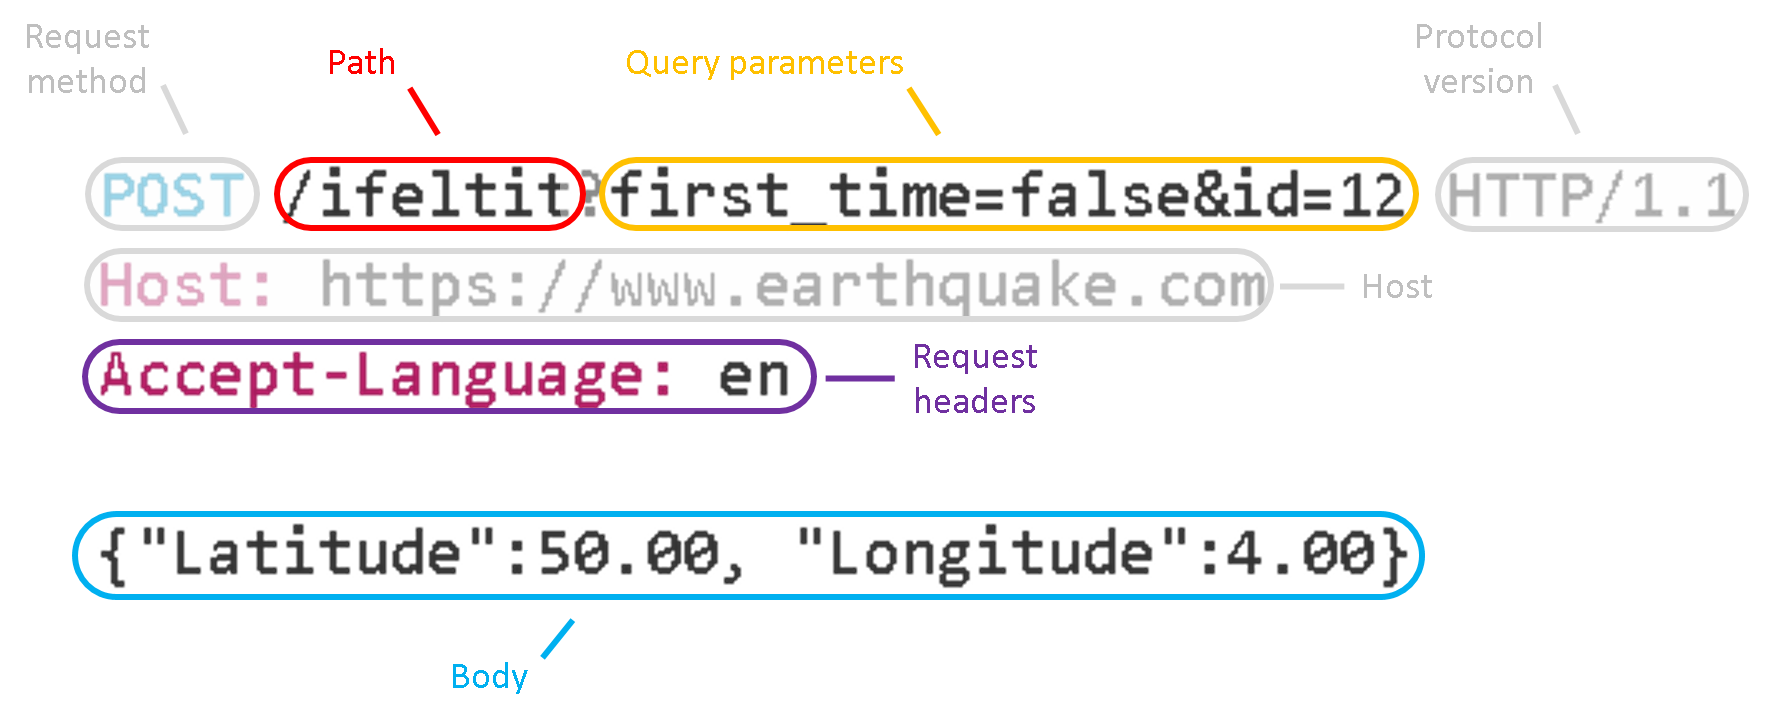 Request
method
Path
Query parameters
Protocol
version
POST /ifeltit?first_time=false&id=12 HTTP/1.1
Host: https://www.earthquake.com
Host
Accept-Language: en
Request
headers
{"Latitude":50.00, "Longitude":4.00}
Body